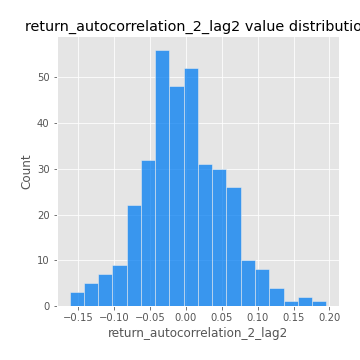 return_autocorrelation_2_lag2 value distributio
50
40
30
20
10
0
Count
−0.15 −0.10 −0.05 0.00 0.05 0.10 0.15 0.20
return_autocorrelation_2_lag2